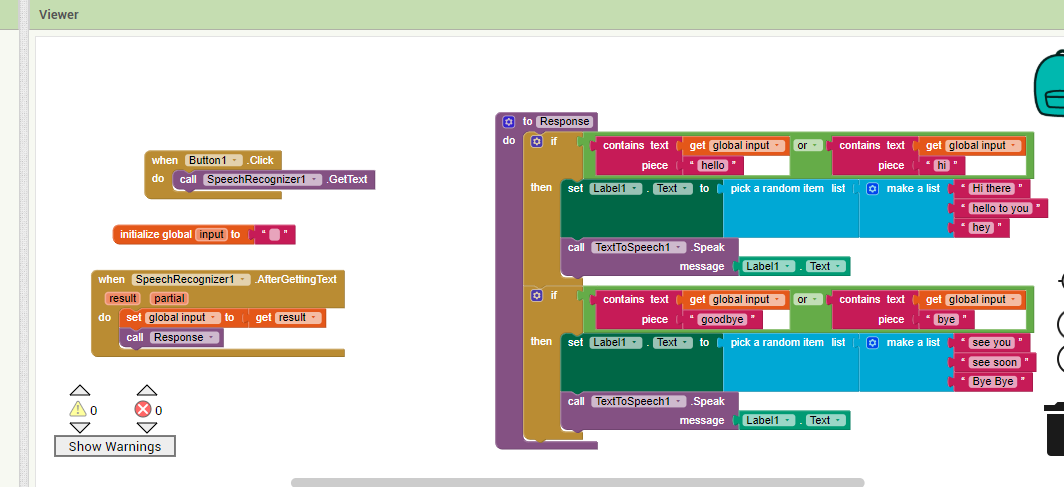 Viewer
when Button1 .Click
do call SpeechRecognizer1 .GetText
initialize global input to " "
when SpeechRecognizer1 .AfterGettingText
result partial
do set global input to get result
call Response
0 0
Show Warnings
to Response
do if contains text get global input or contains text get global input
piece " hello " piece " hi "
then set Label1 . Text to pick a random item list make a list " Hi there "
" hello to you "
" hey "
call TextToSpeech1 .Speak
message Label1 . Text
if contains text get global input or contains text get global input
piece " goodbye " piece " bye "
then set Label1 . Text to pick a random item list make a list " see you "
" see soon "
" Bye Bye "
call TextToSpeech1 .Speak
message Label1 . Text